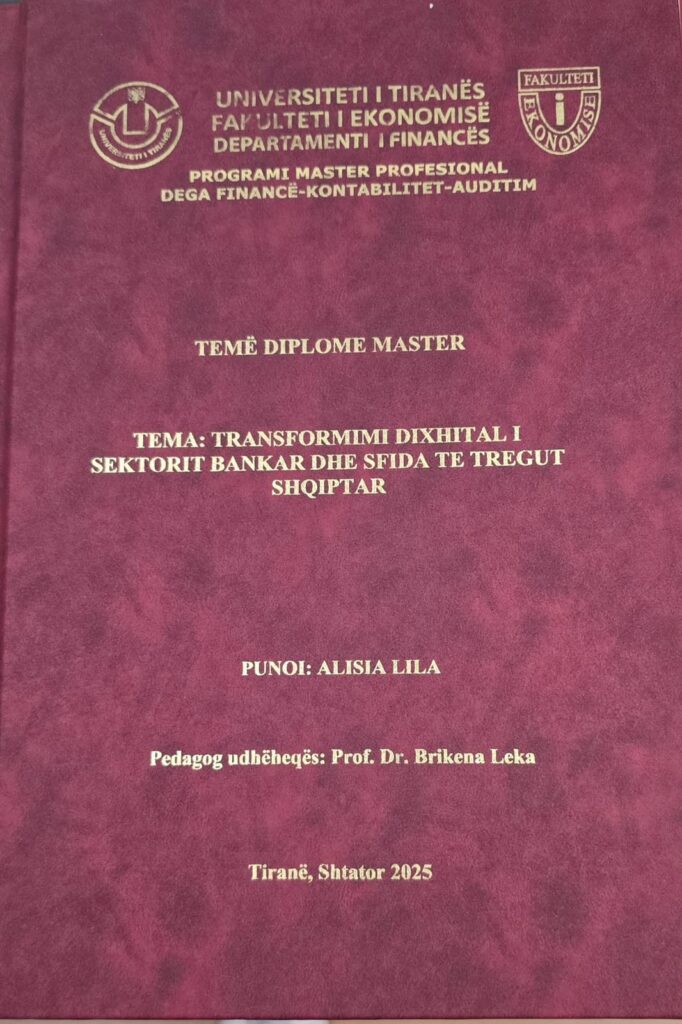 UNIVERSITETI I TIRANËS
FAKULTETI I EKONOMISË
DEPARTAMENTI I FINANCËS
PROGRAMI MASTER PROFESIONAL
DEGA FINANCË-KONTABILITET-AUDITIM
UNIVERSITETI I TIRANËS
FAKULTETI
i
EKONOMISË
TEMË DIPLOME MASTER
TEMA: TRANSFORMIMI DIXHITAL I
SEKTORIT BANKAR DHE SFIDA TE TREGUT
SHQIPTAR
PUNOI: ALISIA LILA
Pedagog udhëheqës: Prof. Dr. Brikena Leka
Tiranë, Shtator 2025